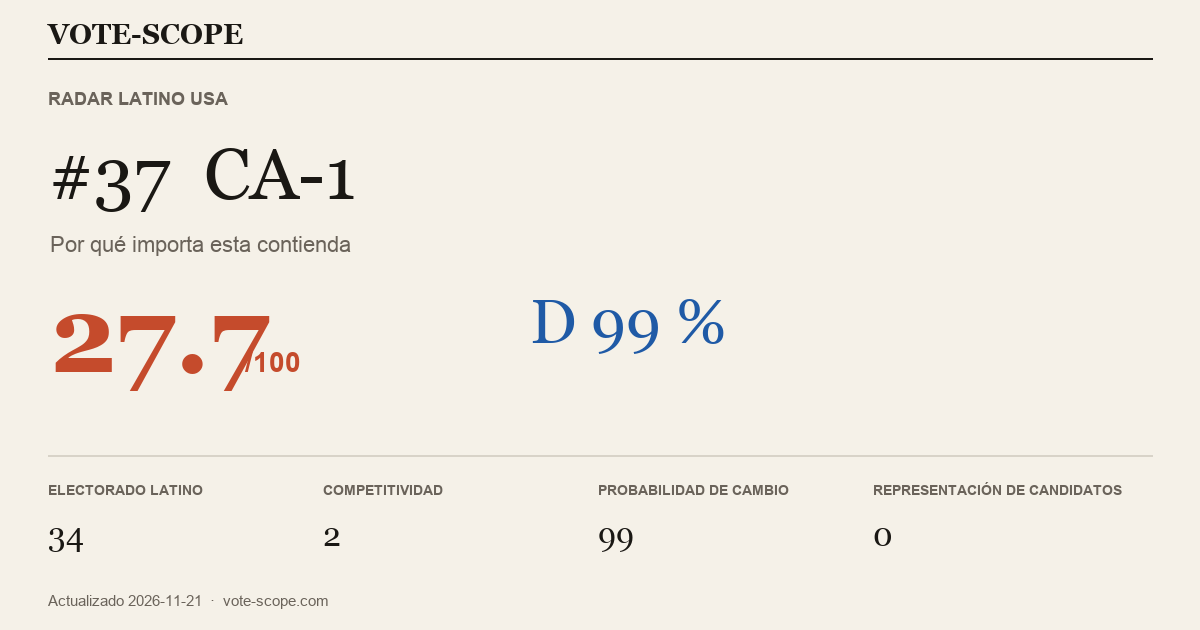 VOTE-SCOPE
RADAR LATINO USA
#37 CA-1
Por qué importa esta contienda
27.7/100
D 99 %
ELECTORADO LATINO
COMPETITIVIDAD
PROBABILIDAD DE CAMBIO
REPRESENTACIÓN DE CANDIDATOS
34
2
99
0
Actualizado 2026-11-21 · vote-scope.com